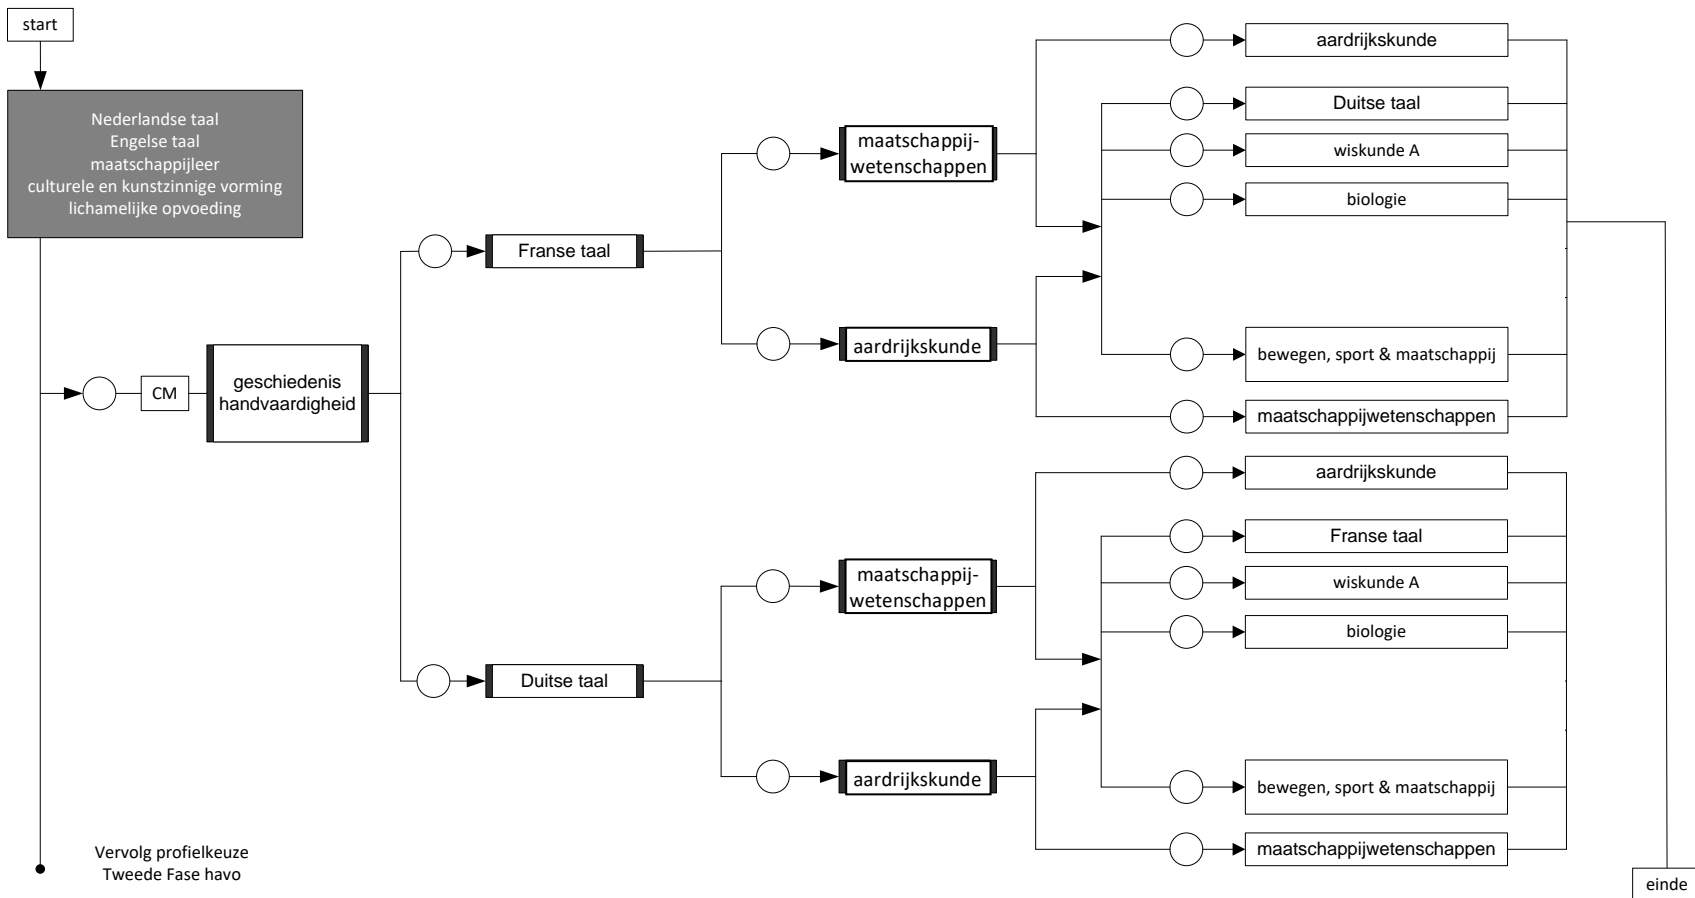 start
Nederlandse taal
Engelse taal
maatschappijleer
culturele en kunstzinnige vorming
lichamelijke opvoeding
CM
geschiedenis
handvaardigheid
Franse taal
Duitse taal
maatschappij-
wetenschappen
aardrijkskunde
maatschappij-
wetenschappen
aardrijkskunde
aardrijkskunde
Duitse taal
wiskunde A
biologie
bewegen, sport & maatschappij
maatschappijwetenschappen
aardrijkskunde
Franse taal
wiskunde A
biologie
bewegen, sport & maatschappij
maatschappijwetenschappen
Vervolg profielkeuze
Tweede Fase havo
einde